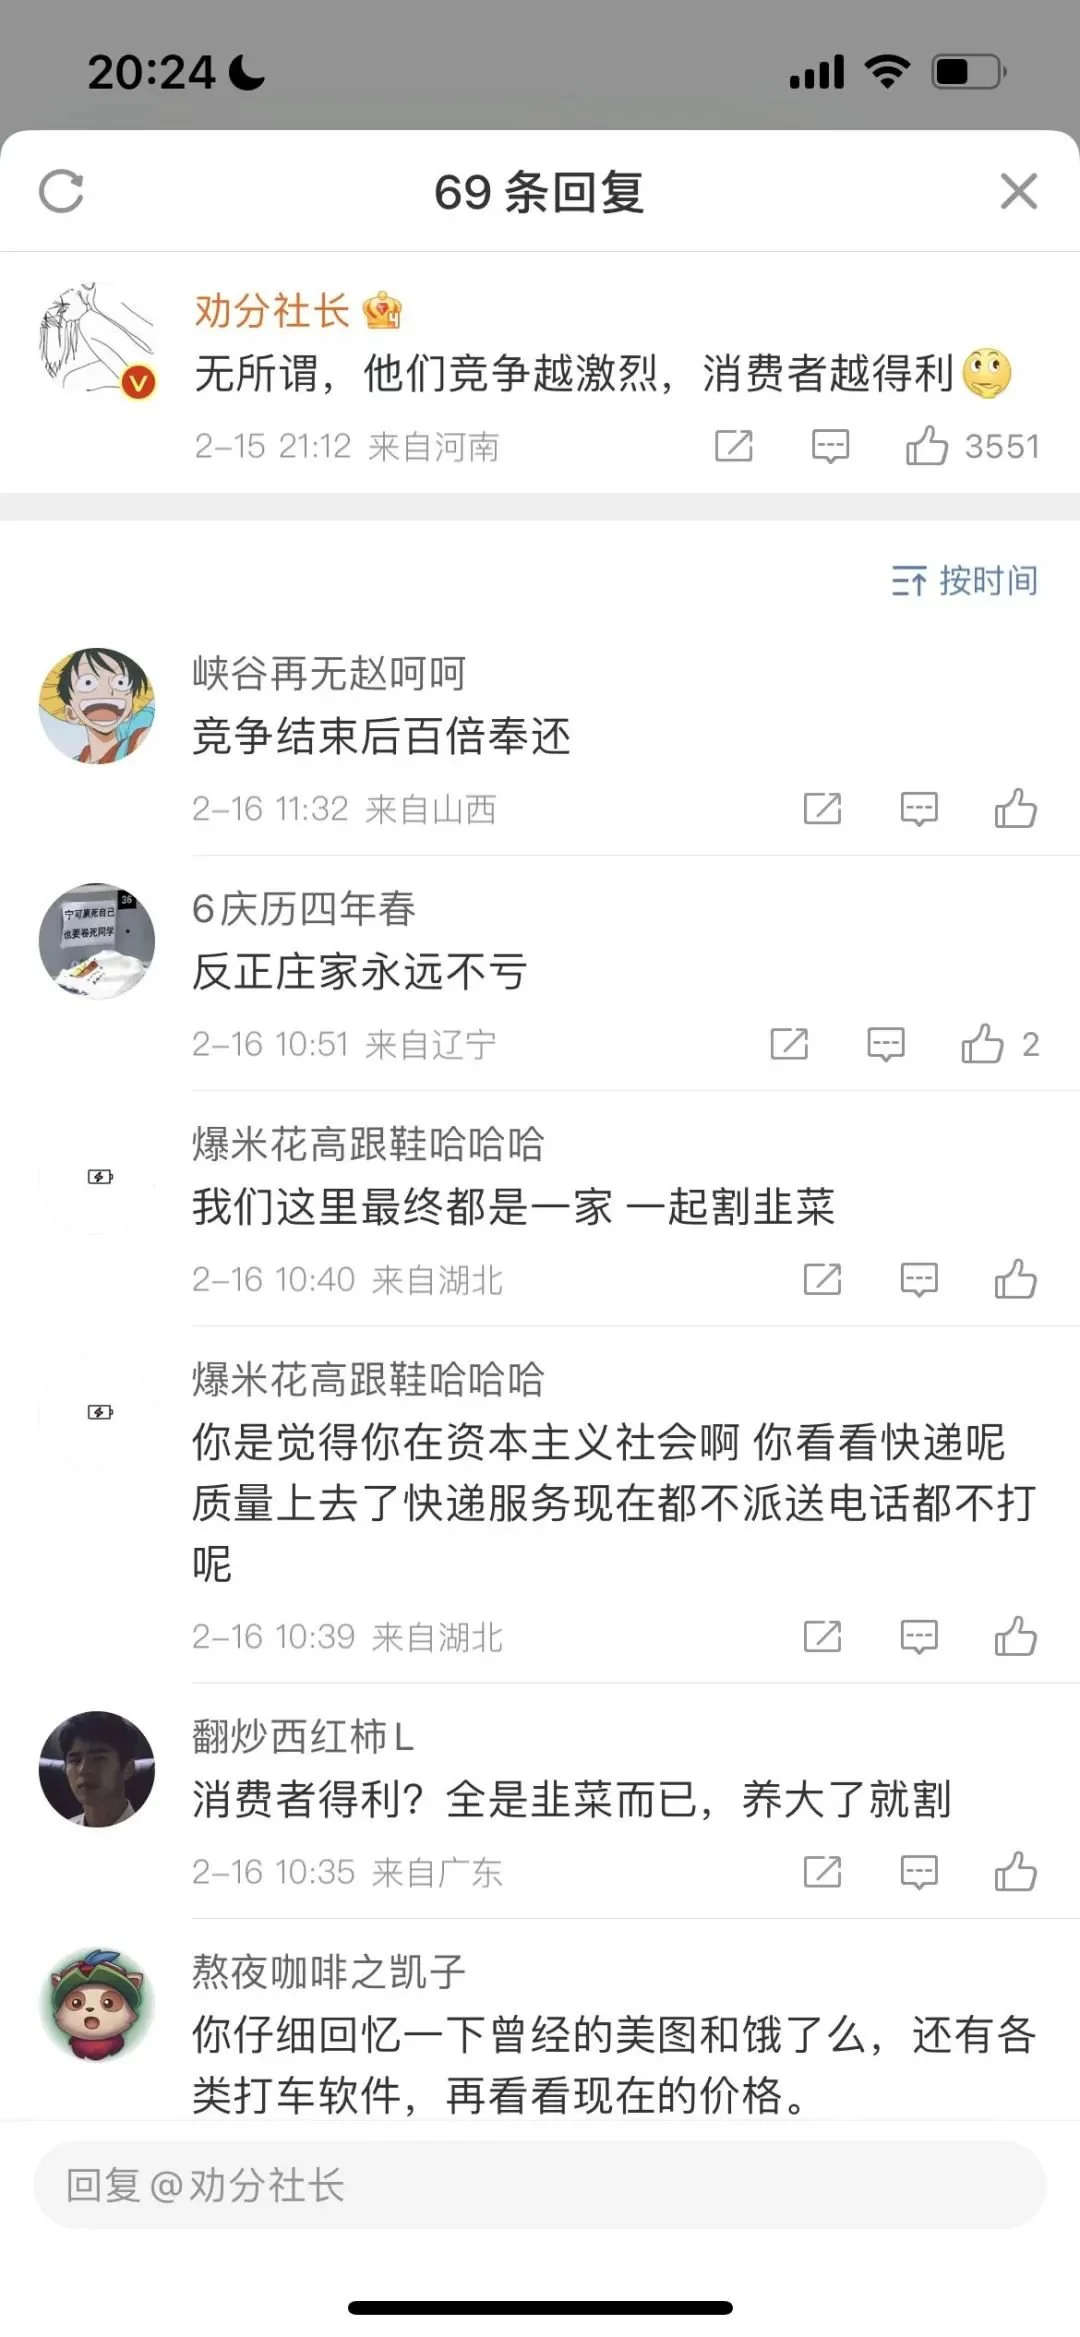 20:24
69 条回复
劝分社长
无所谓，他们竞争越激烈，消费者越得利🤔
2-15 21:12 来自河南
3551
按时间
峡谷再无赵呵呵
竞争结束后百倍奉还
2-16 11:32 来自山西
36
宁可累死自己
也要卷死同学
6庆历四年春
反正庄家永远不亏
2-16 10:51 来自辽宁
2
爆米花高跟鞋哈哈哈
我们这里最终都是一家 一起割韭菜
2-16 10:40 来自湖北
爆米花高跟鞋哈哈哈
你是觉得你在资本主义社会啊 你看看快递呢
质量上去了快递服务现在都不派送电话都不打
呢
2-16 10:39 来自湖北
翻炒西红柿L
消费者得利？全是韭菜而已，养大了就割
2-16 10:35 来自广东
熬夜咖啡之凯子
你仔细回忆一下曾经的美图和饿了么，还有各
类打车软件，再看看现在的价格。
回复@劝分社长